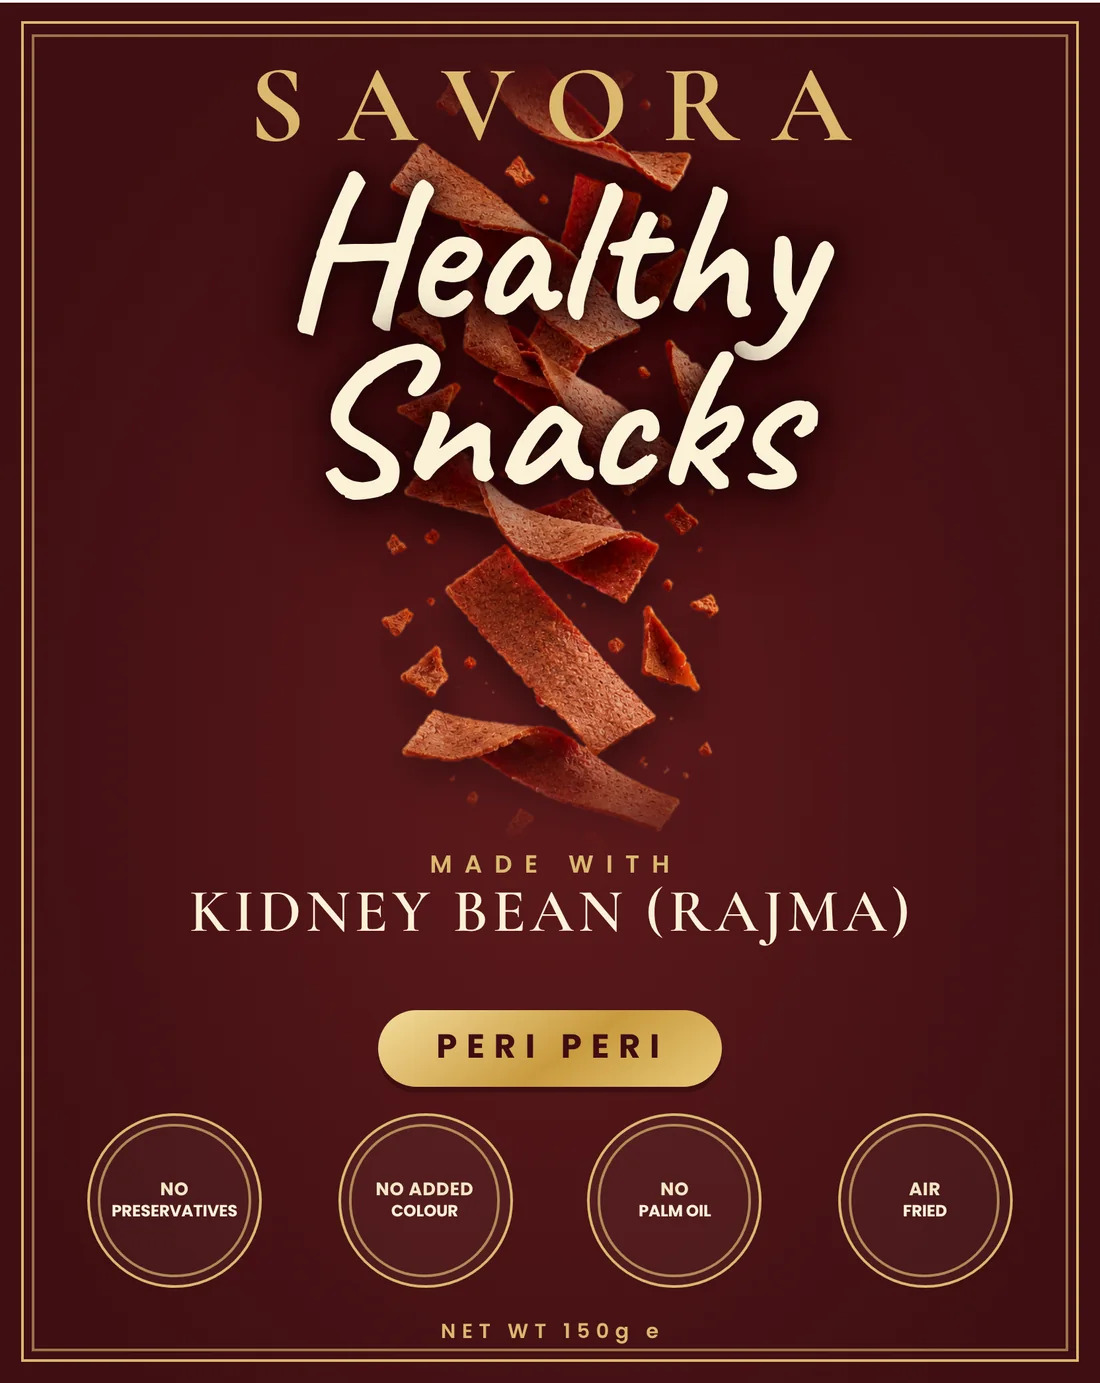 SAVORA
Healthy
Snacks
MADE WITH
KIDNEY BEAN (RAJMA)
PERI PERI
NO
PRESERVATIVES
NO ADDED
COLOUR
NO
PALM OIL
AIR
FRIED
NET WT 150g e